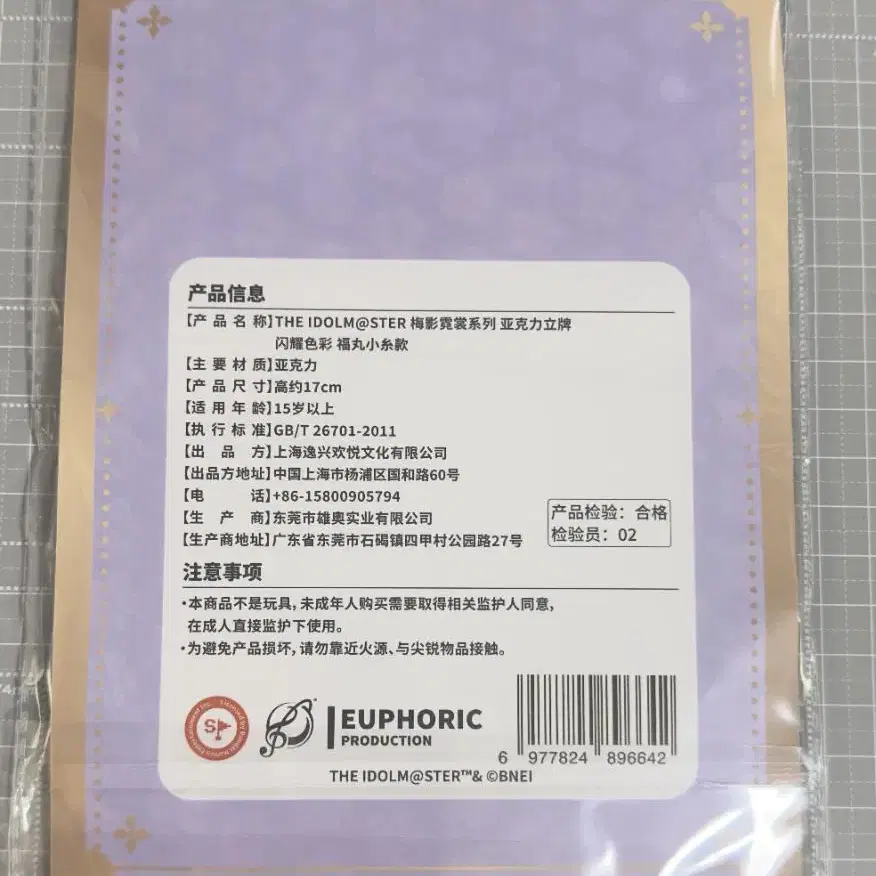 产品信息
【产品名称】THE IDOLM@STER 梅影霓裳系列 亚克力立牌
闪耀色彩 福丸小糸款
【主要材质】亚克力
【产品尺寸】高约17cm
【适用年龄】15岁以上
【执行标准】GB/T 26701-2011
【出品方】上海逸兴欢悦文化有限公司
【出品方地址】中国上海市杨浦区国和路60号
【电话】+86-15800905794
【生产商】东莞市雄奥实业有限公司
【生产商地址】广东省东莞市石碣镇四甲村公园路27号
产品检验：合格
检验员：02
注意事项
•本商品不是玩具,未成年人购买需要取得相关监护人同意,
在成人直接监护下使用。
•为避免产品损坏,请勿靠近火源、与尖锐物品接触。
Licensed by Bandai Namco Entertainment Inc.
EUPHORIC
PRODUCTION
6 977824 896642
THE IDOLM@STER™& ©BNEI